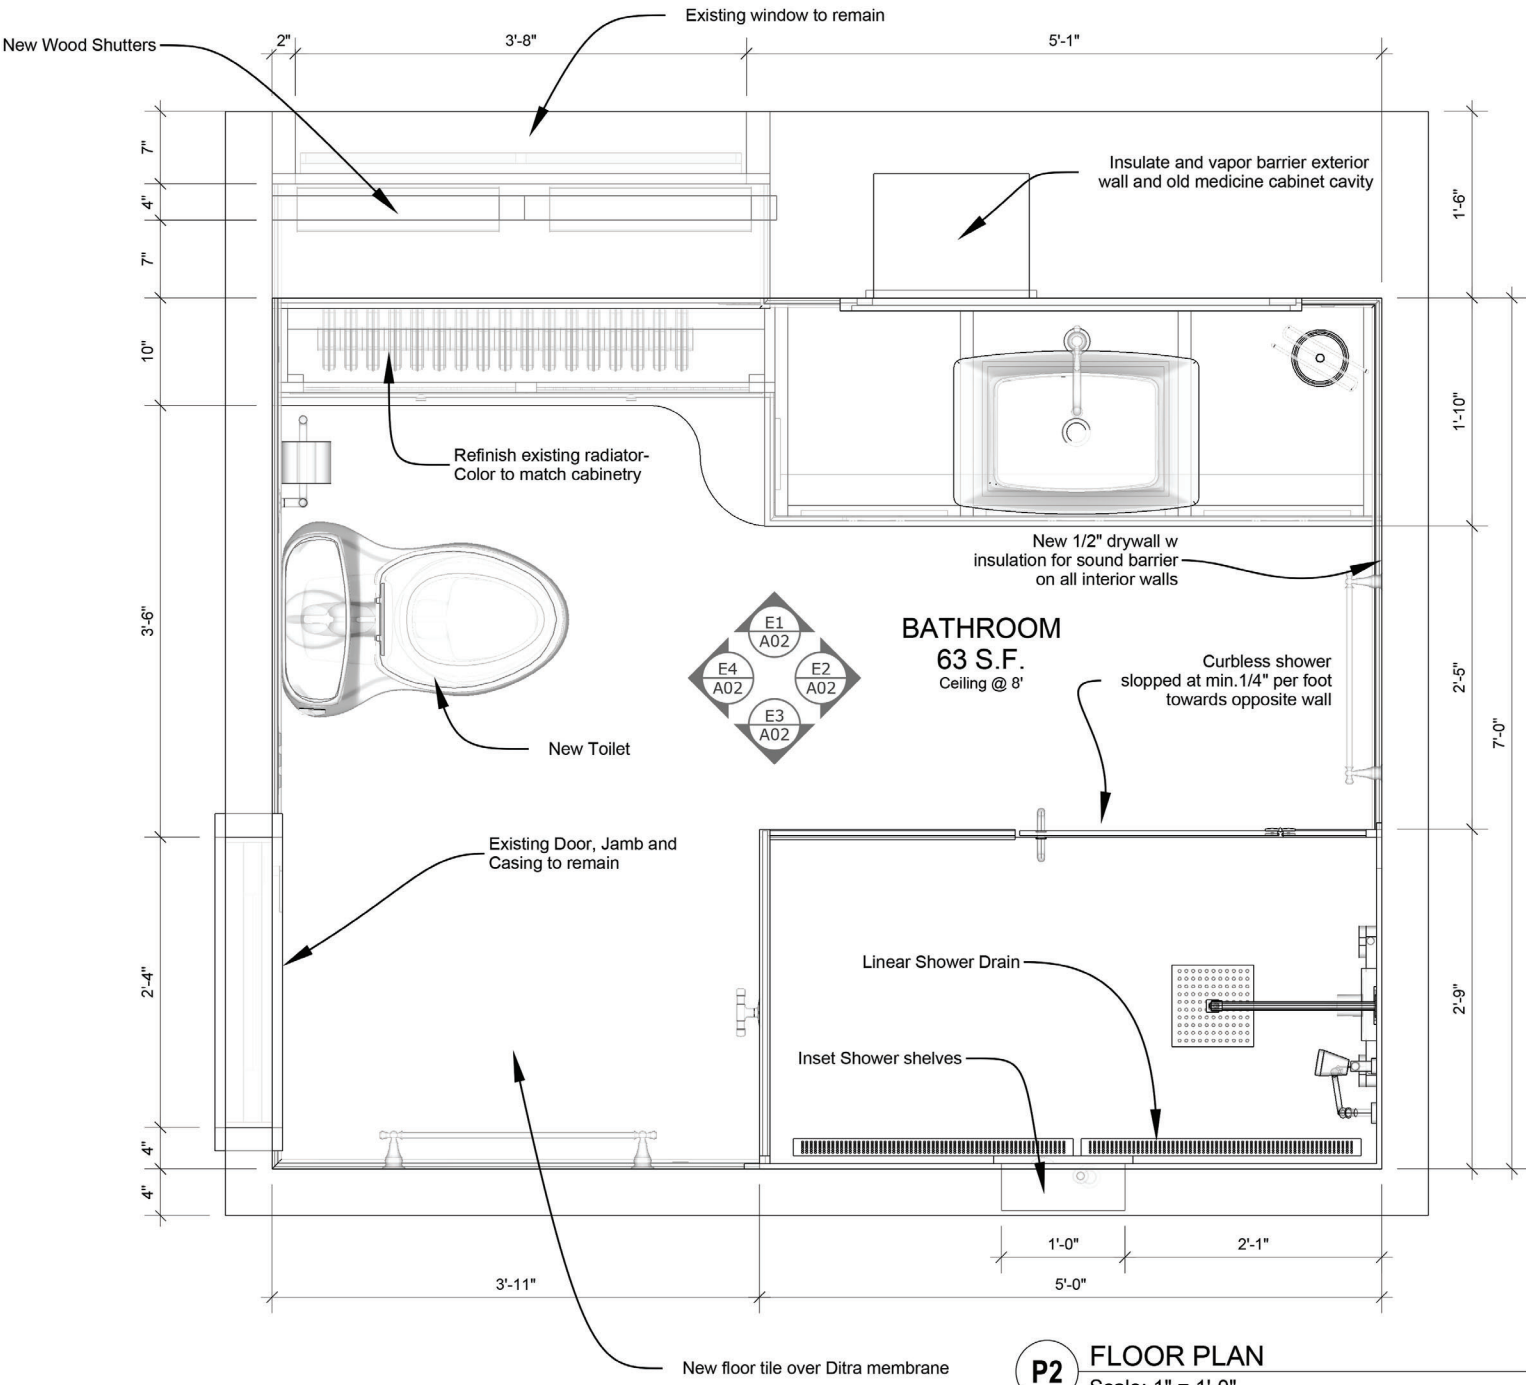 Existing window to remain
New Wood Shutters
2"
3'-8"
5'-1"
7"
4"
7"
10"
3'-6"
2'-4"
4"
4"
Insulate and vapor barrier exterior
wall and old medicine cabinet cavity
1'-6"
1'-10"
2'-5"
2'-9"
7'-0"
Refinish existing radiator-
Color to match cabinetry
New 1/2" drywall w
insulation for sound barrier
on all interior walls
E1
A02
E4
A02
E2
A02
E3
A02
BATHROOM
63 S.F.
Ceiling @ 8'
Curbless shower
slopped at min.1/4" per foot
towards opposite wall
New Toilet
Existing Door, Jamb and
Casing to remain
Linear Shower Drain
Inset Shower shelves
1'-0"
2'-1"
3'-11"
5'-0"
New floor tile over Ditra membrane
P2
FLOOR PLAN
Scale: 1" = 1'-0"